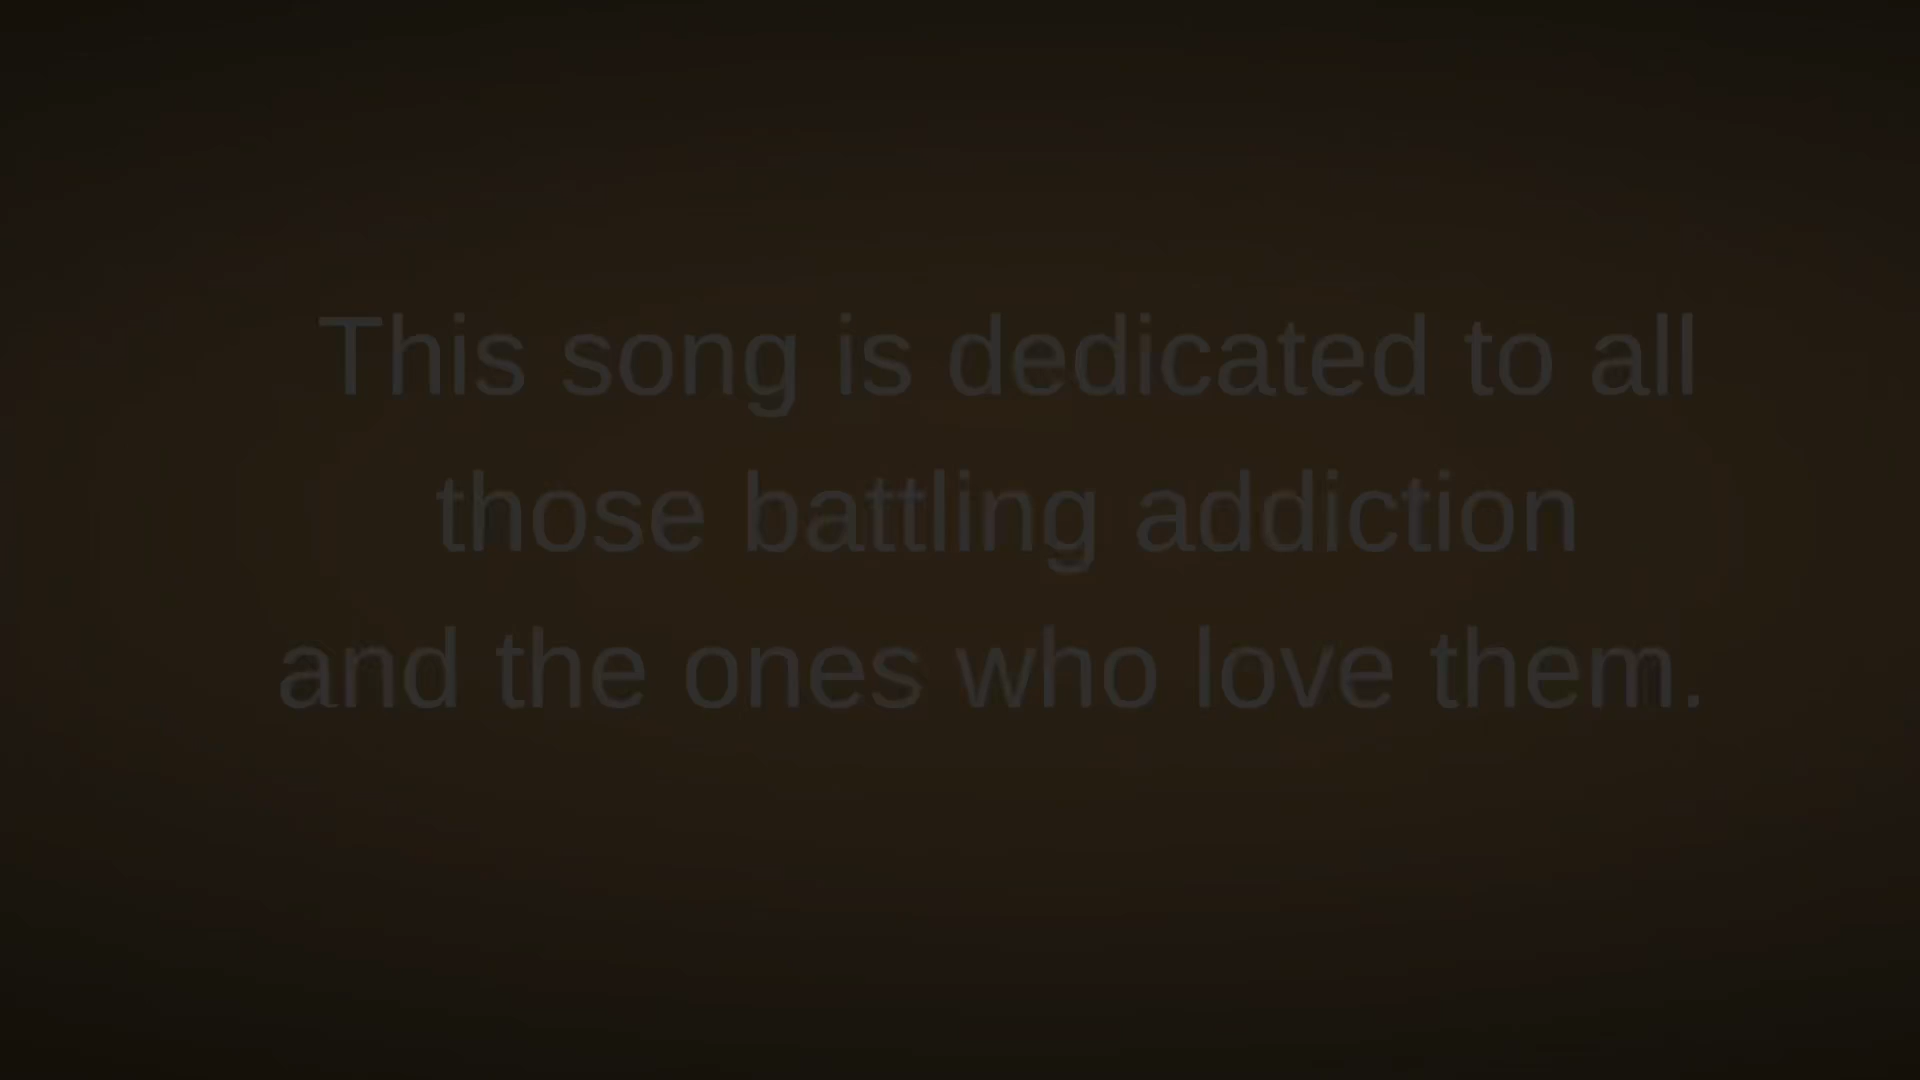 This song is dedicated to all
those battling addiction
and the ones who love them.